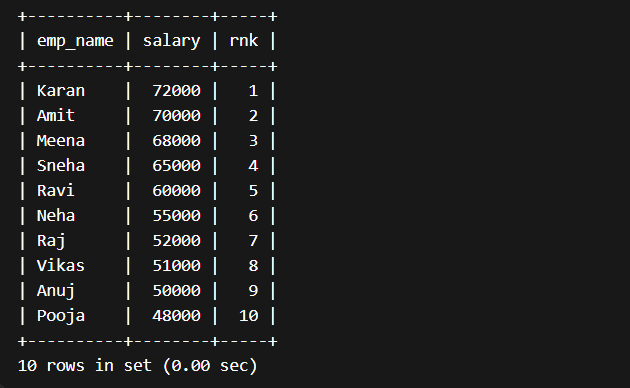 +----------+--------+-----+
| emp_name | salary | rnk |
+----------+--------+-----+
| Karan    |  72000 |   1 |
| Amit     |  70000 |   2 |
| Meena    |  68000 |   3 |
| Sneha    |  65000 |   4 |
| Ravi     |  60000 |   5 |
| Neha     |  55000 |   6 |
| Raj      |  52000 |   7 |
| Vikas    |  51000 |   8 |
| Anuj     |  50000 |   9 |
| Pooja    |  48000 |  10 |
+----------+--------+-----+
10 rows in set (0.00 sec)